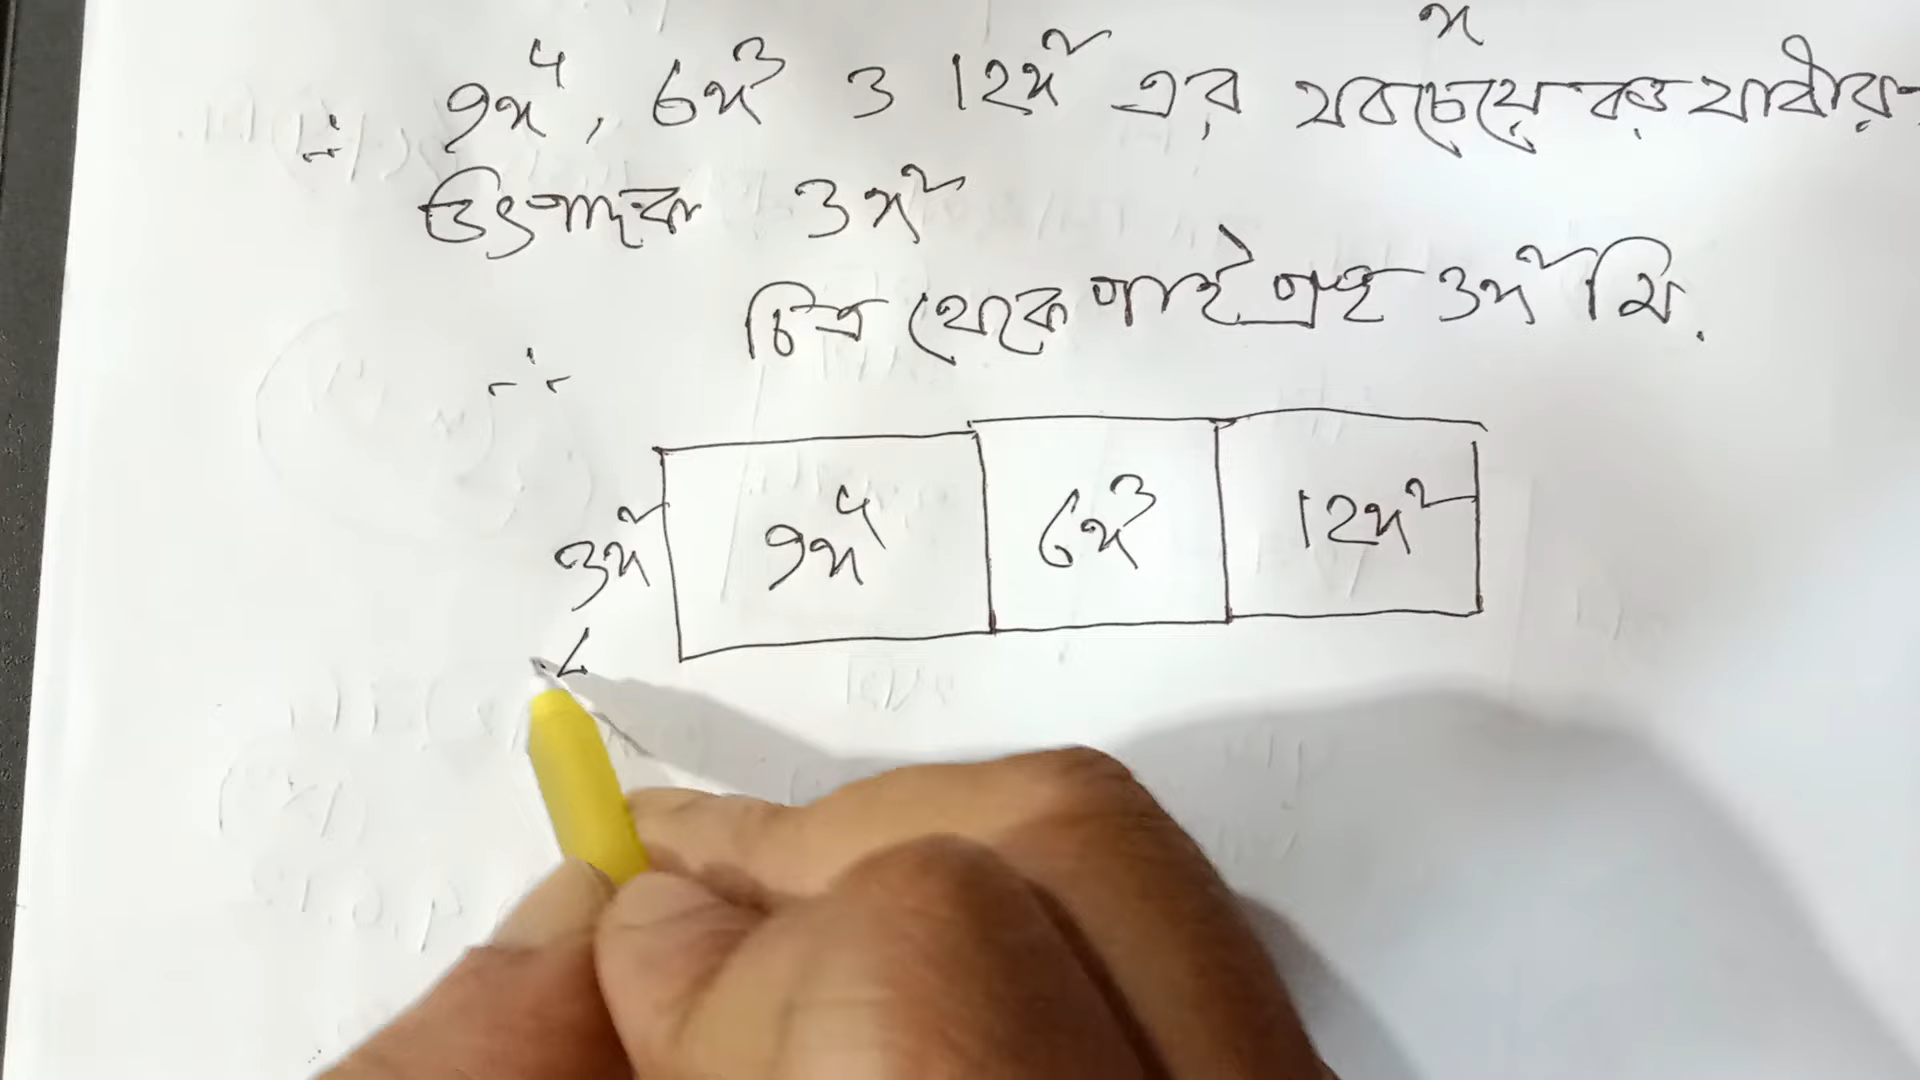 x
∴ 9x⁴, 6x³ ও 12x² এর সবচেয়ে বড় সাধারণ
উৎপাদক 3x²
চিত্র থেকে পাই প্রস্থ 3x² মি.
∴
3x² 9x⁴ 6x³ 12x²